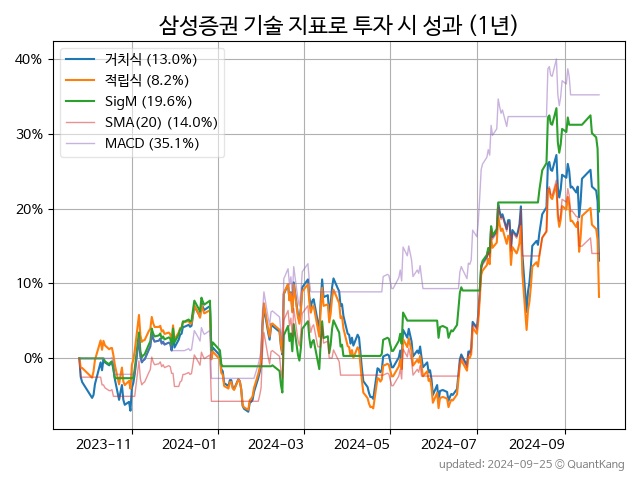 삼성증권 기술 지표로 투자 시 성과 (1년)
거치식 (13.0%)
적립식 (8.2%)
SigM (19.6%)
SMA(20) (14.0%)
MACD (35.1%)
40%
30%
20%
10%
0%
2023-11 2024-01 2024-03 2024-05 2024-07 2024-09
updated: 2024-09-25 © QuantKang